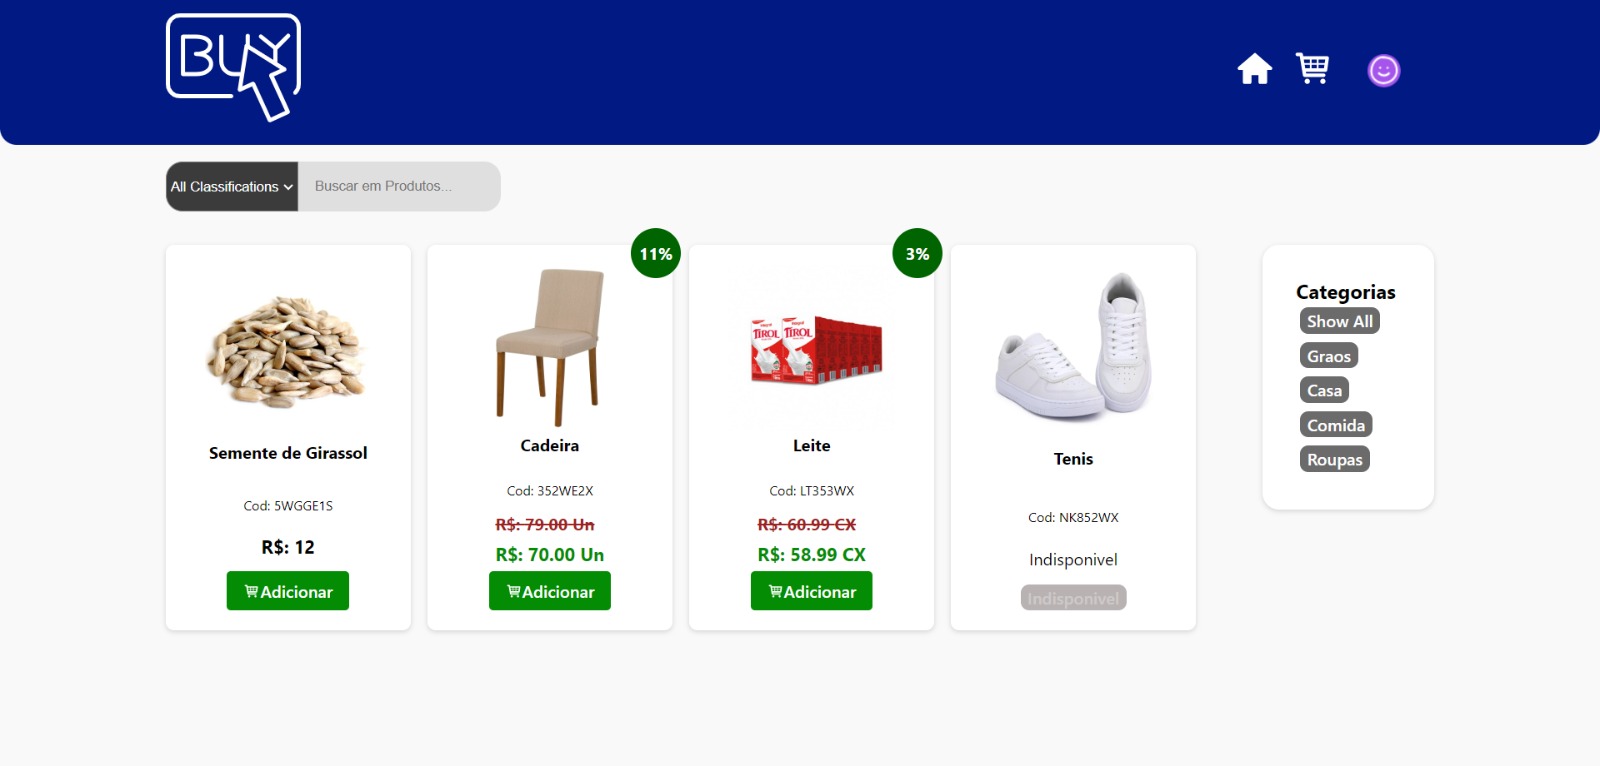 BUY
All Classifications
Buscar em Produtos...
11%
3%
Semente de Girassol
Cod: 5WGGE1S
R$: 12
Adicionar
Cadeira
Cod: 352WE2X
R$: 79.00 Un
R$: 70.00 Un
Adicionar
TIROL TIROL
Leite
Cod: LT353WX
R$: 60.99 CX
R$: 58.99 CX
Adicionar
Tenis
Cod: NK852WX
Indisponivel
Indisponivel
Categorias
Show All
Graos
Casa
Comida
Roupas